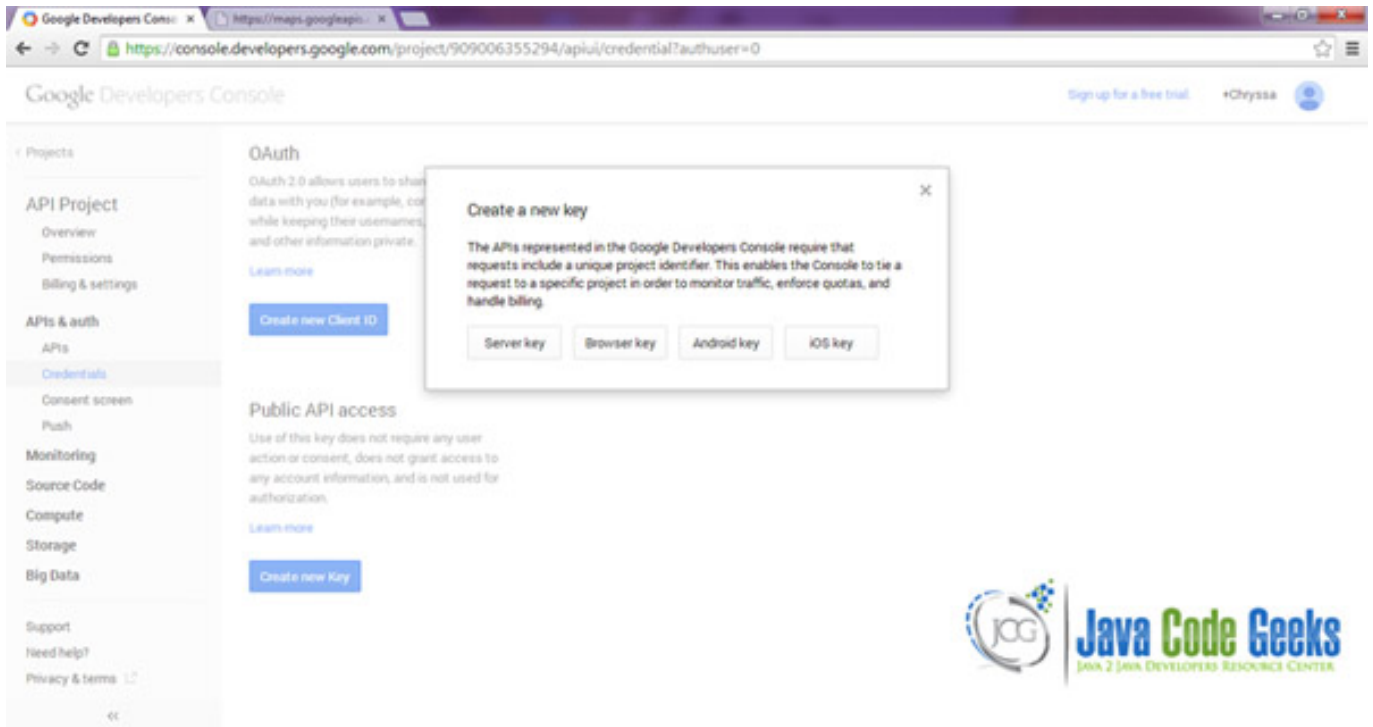 Google Developers Conso
https://maps.googleapis.
https://console.developers.google.com/project/909006355294/apiui/credential?authuser=0
Google Developers Console
Sign up for a free trial
+Chryssa
< Projects
API Project
Overview
Permissions
Billing & settings
APIs & auth
APIs
Credentials
Consent screen
Push
Monitoring
Source Code
Compute
Storage
Big Data
Support
Need help?
Privacy & terms
<<
OAuth
OAuth 2.0 allows users to shar
data with you (for example, con
while keeping their usernames,
and other information private.
Learn more
Create new Client ID
Create a new key
The APIs represented in the Google Developers Console require that
requests include a unique project identifier. This enables the Console to tie a
request to a specific project in order to monitor traffic, enforce quotas, and
handle billing.
Server key
Browser key
Android key
iOS key
Public API access
Use of this key does not require any user
action or consent, does not grant access to
any account information, and is not used for
authorization.
Learn more
Create new Key
JCG
Java Code Geeks
JAVA 2 JAVA DEVELOPERS RESOURCE CENTER